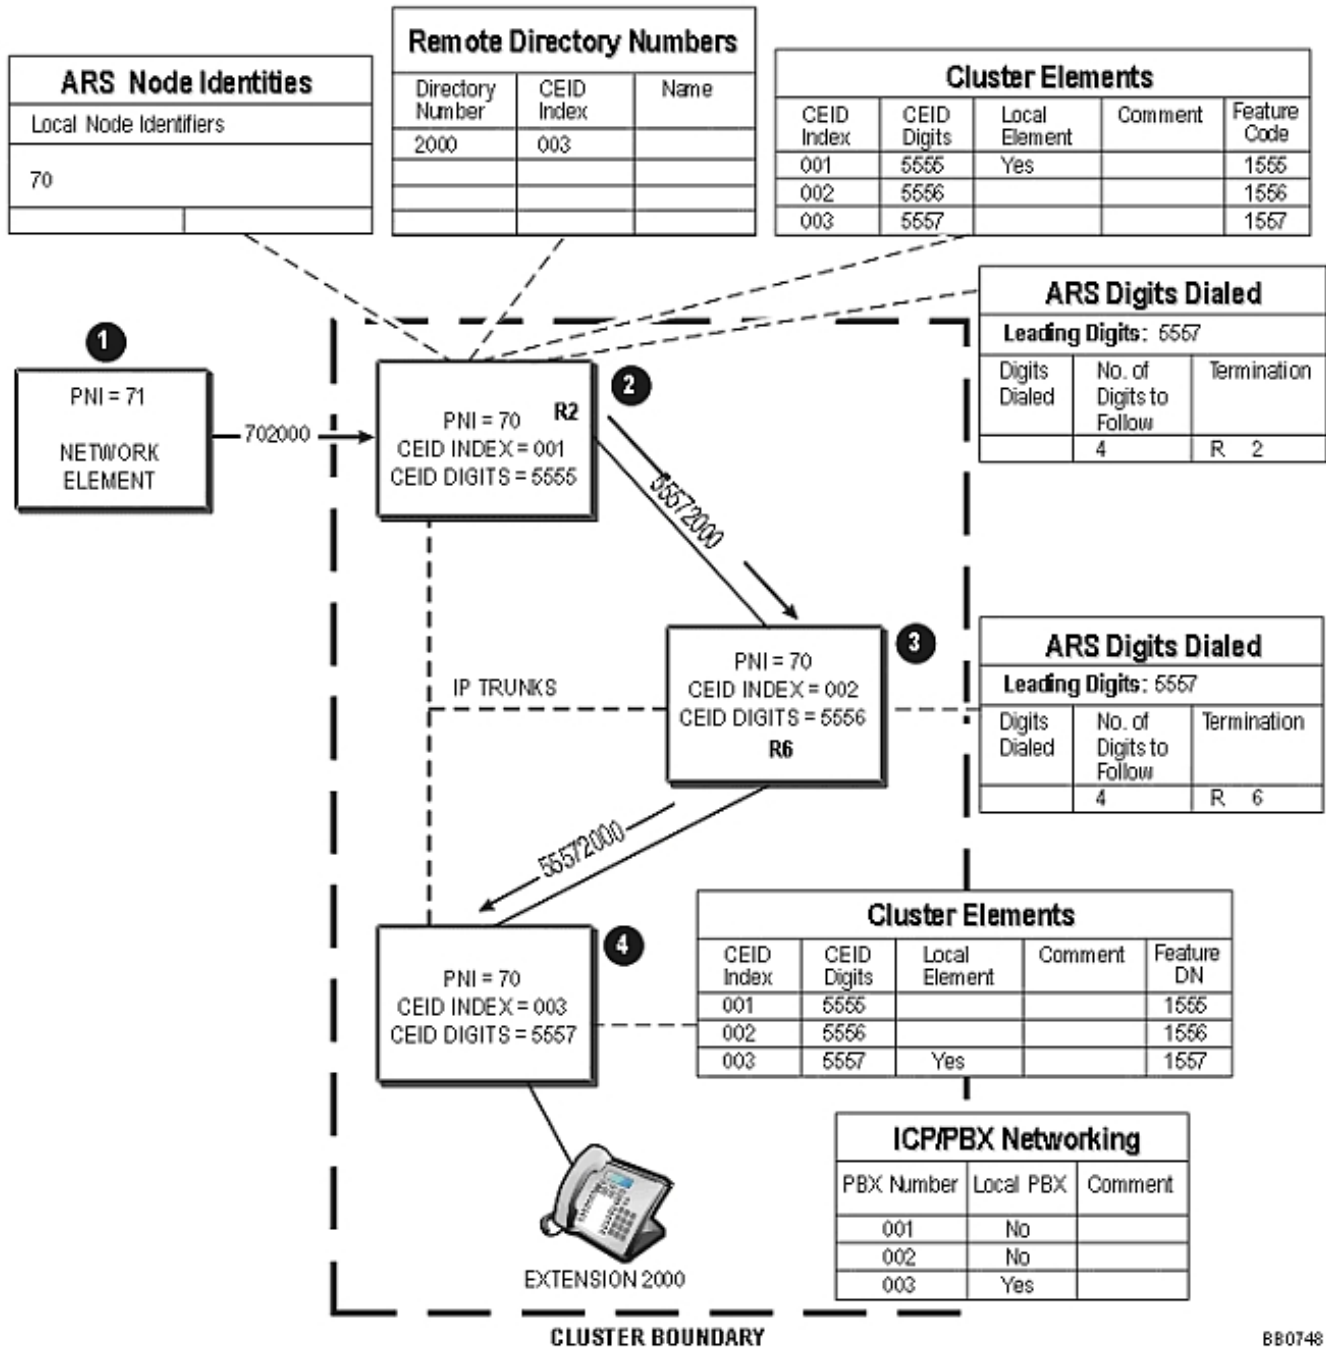 ARS Node Identities
Local Node Identifiers
70
Remote Directory Numbers
Directory Number
CEID Index
Name
2000 003
Cluster Elements
CEID Index
CEID Digits
Local Element
Comment
Feature Code
001 5555 Yes 1555
002 5556 1556
003 5557 1557
ARS Digits Dialed
Leading Digits: 5557
Digits Dialed
No. of Digits to Follow
Termination
4 R 2
1
PNI = 71
NETWORK
ELEMENT
702000
2
PNI = 70 R2
CEID INDEX = 001
CEID DIGITS = 5555
55572000
3
PNI = 70
CEID INDEX = 002
CEID DIGITS = 5556
R6
IP TRUNKS
ARS Digits Dialed
Leading Digits: 5557
Digits Dialed
No. of Digits to Follow
Termination
4 R 6
55572000
4
PNI = 70
CEID INDEX = 003
CEID DIGITS = 5557
Cluster Elements
CEID Index
CEID Digits
Local Element
Comment
Feature DN
001 5555 1555
002 5556 1556
003 5557 Yes 1557
ICP/PBX Networking
PBX Number Local PBX Comment
001 No
002 No
003 Yes
EXTENSION 2000
CLUSTER BOUNDARY
BB0748